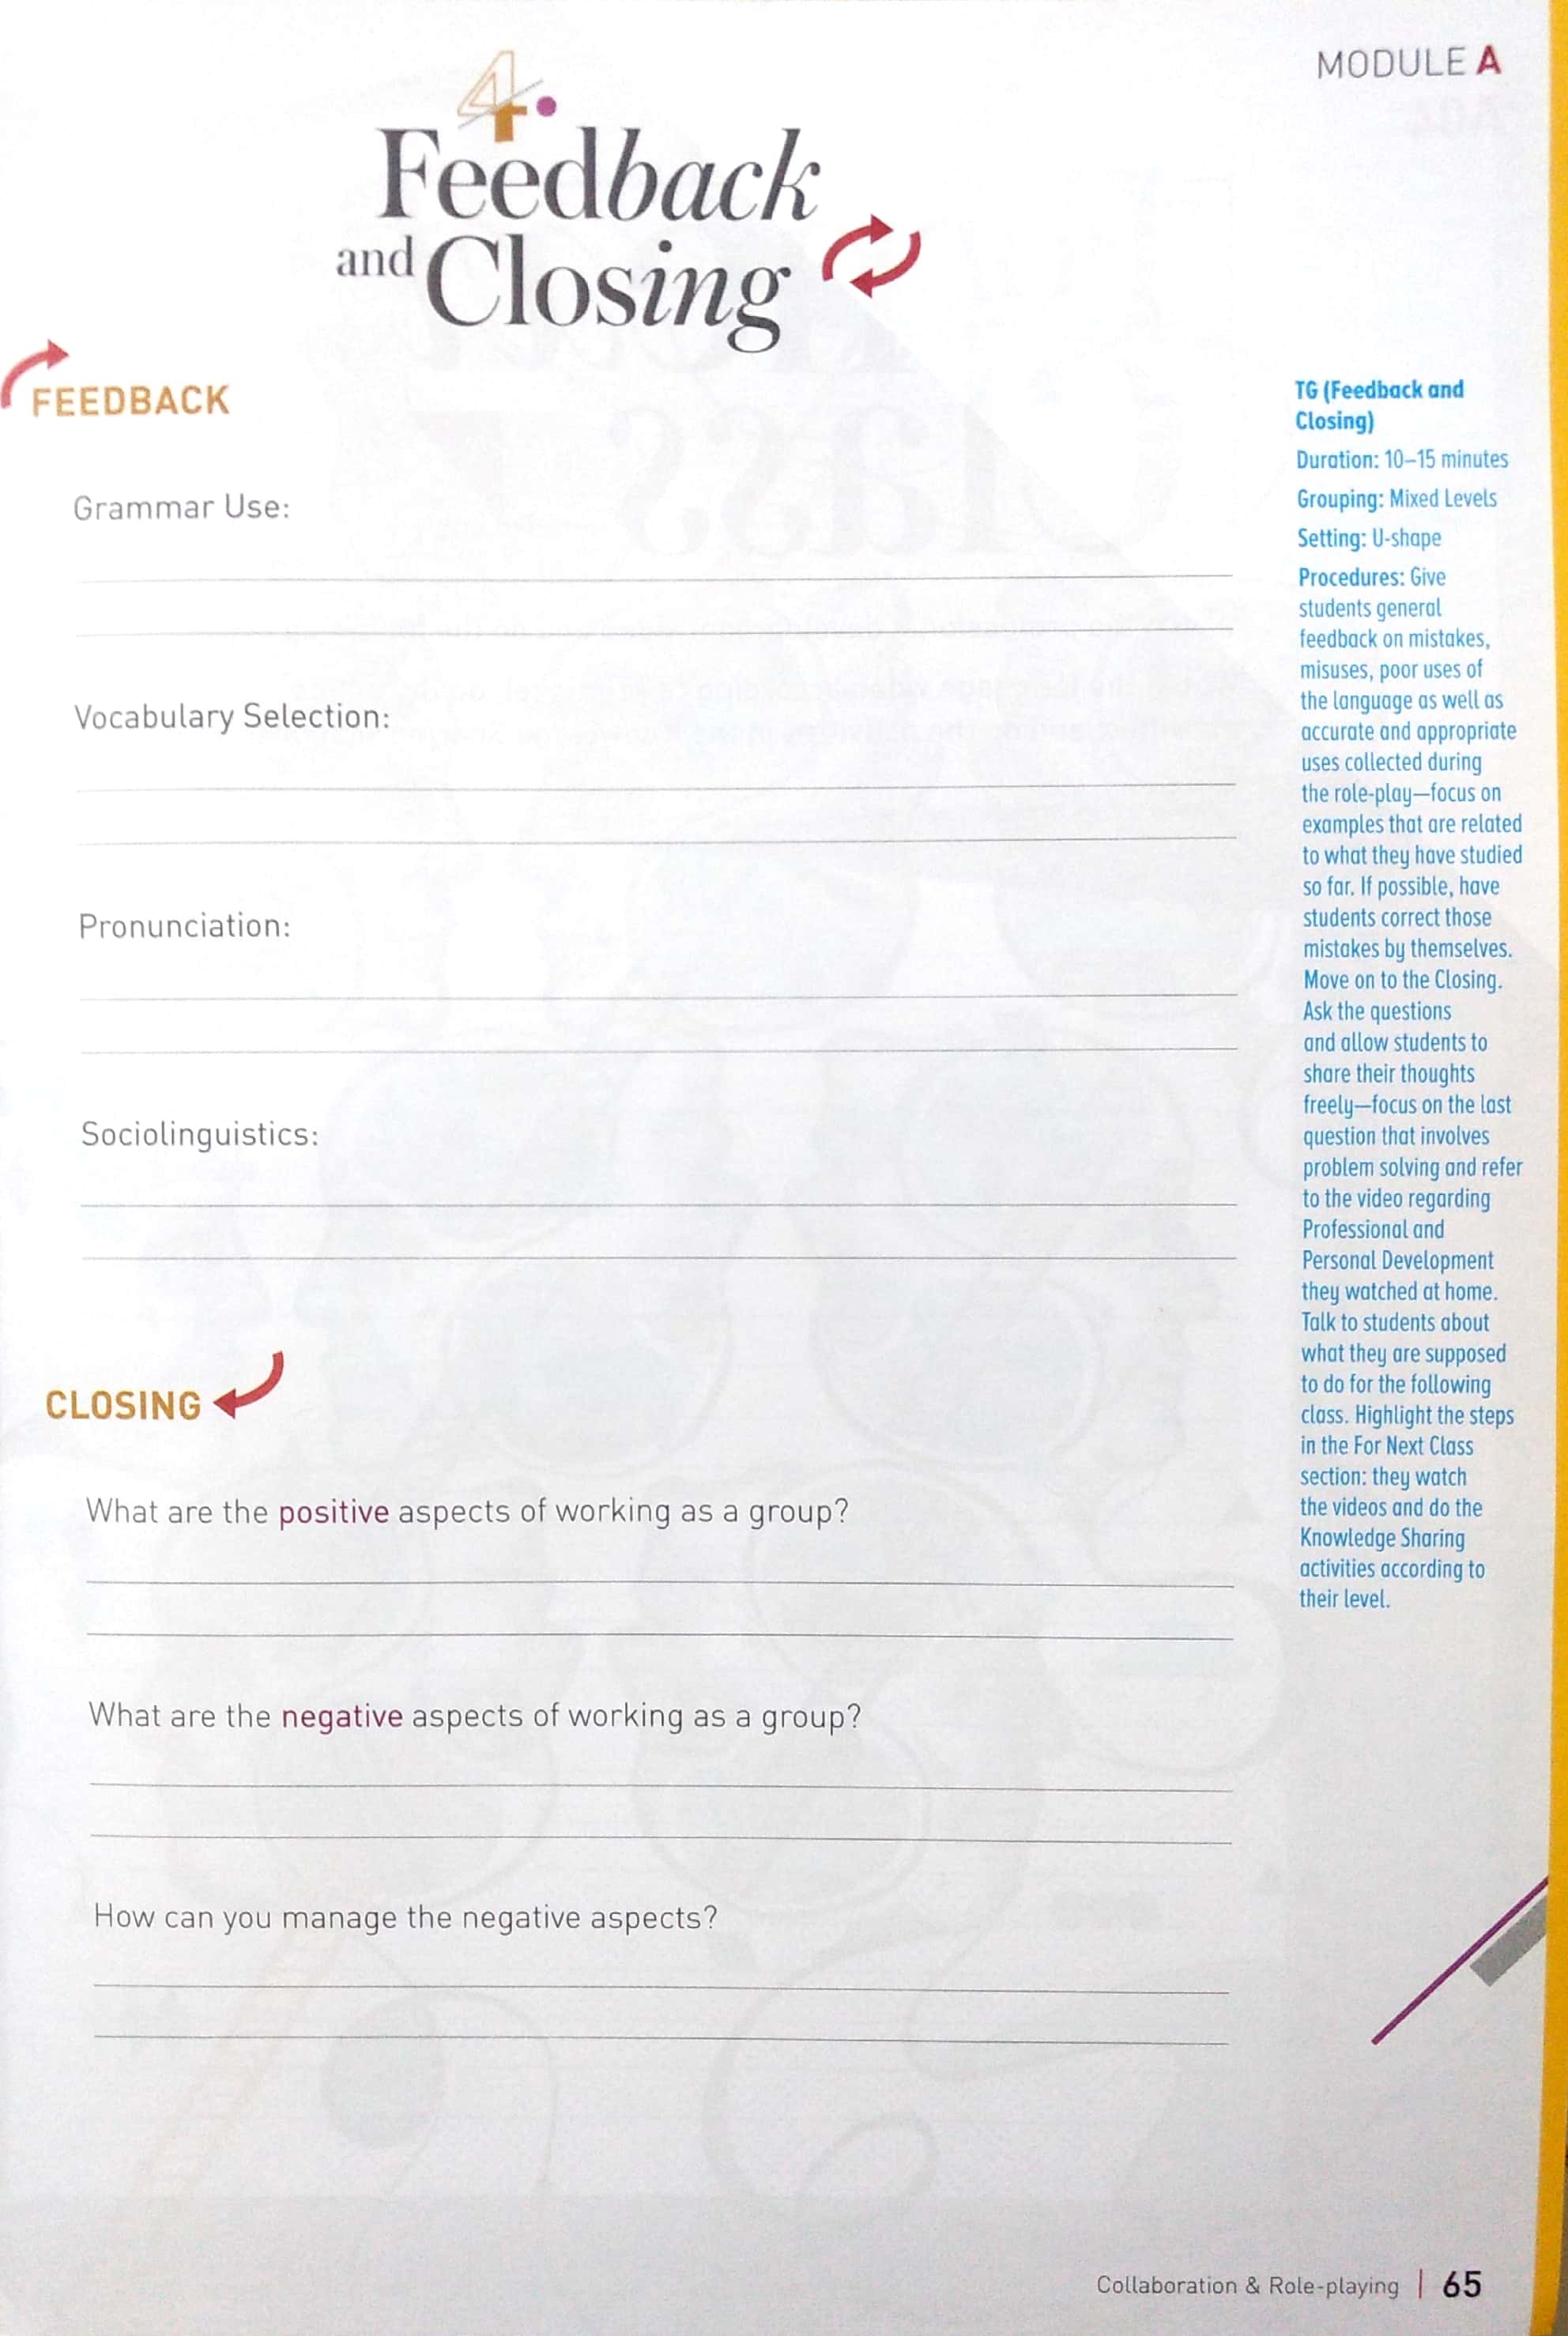 MODULE A
4.
Feedback
and Closing
FEEDBACK
Grammar Use:
Vocabulary Selection:
Pronunciation:
Sociolinguistics:
CLOSING
What are the positive aspects of working as a group?
What are the negative aspects of working as a group?
How can you manage the negative aspects?
TG (Feedback and
Closing)
Duration: 10–15 minutes
Grouping: Mixed Levels
Setting: U-shape
Procedures: Give
students general
feedback on mistakes,
misuses, poor uses of
the language as well as
accurate and appropriate
uses collected during
the role-play—focus on
examples that are related
to what they have studied
so far. If possible, have
students correct those
mistakes by themselves.
Move on to the Closing.
Ask the questions
and allow students to
share their thoughts
freely—focus on the last
question that involves
problem solving and refer
to the video regarding
Professional and
Personal Development
they watched at home.
Talk to students about
what they are supposed
to do for the following
class. Highlight the steps
in the For Next Class
section: they watch
the videos and do the
Knowledge Sharing
activities according to
their level.
Collaboration & Role-playing | 65